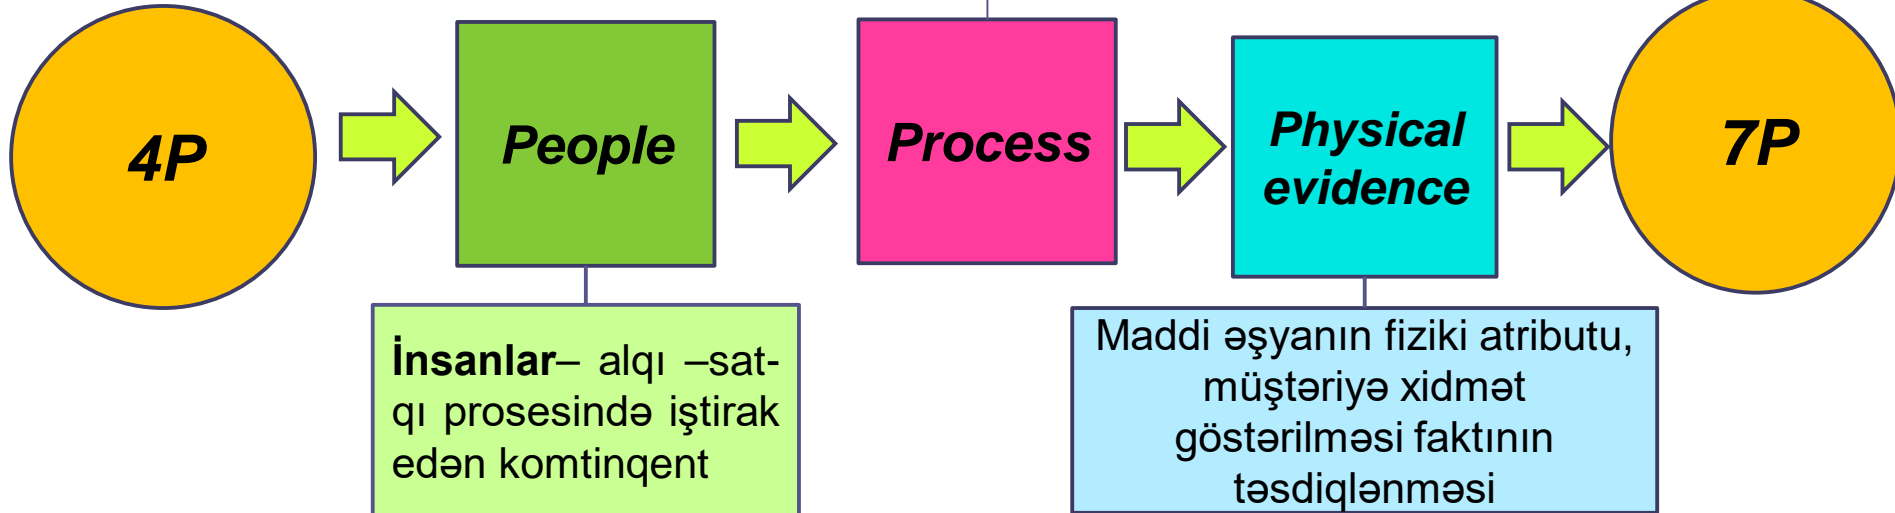 4P
People
Process
Physical
evidence
7P
İnsanlar– alqı –sat-
qı prosesində iştirak
edən komtinqent
Maddi əşyanın fiziki atributu,
müştəriyə xidmət
göstərilməsi faktının
təsdiqlənməsi